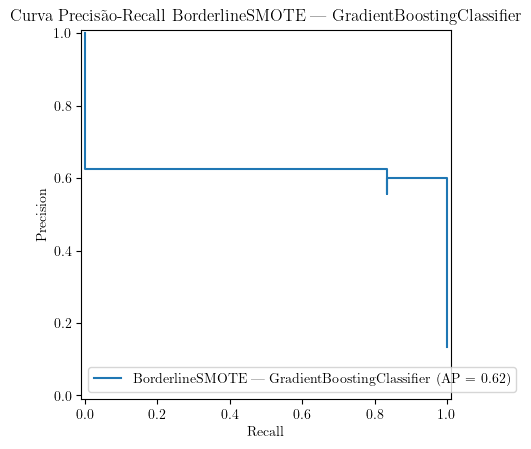 Curva Precisão-Recall BorderlineSMOTE — GradientBoostingClassifier
1.0
0.8
0.6
0.4
0.2
0.0
Precision
BorderlineSMOTE — GradientBoostingClassifier (AP = 0.62)
0.0 0.2 0.4 0.6 0.8 1.0
Recall